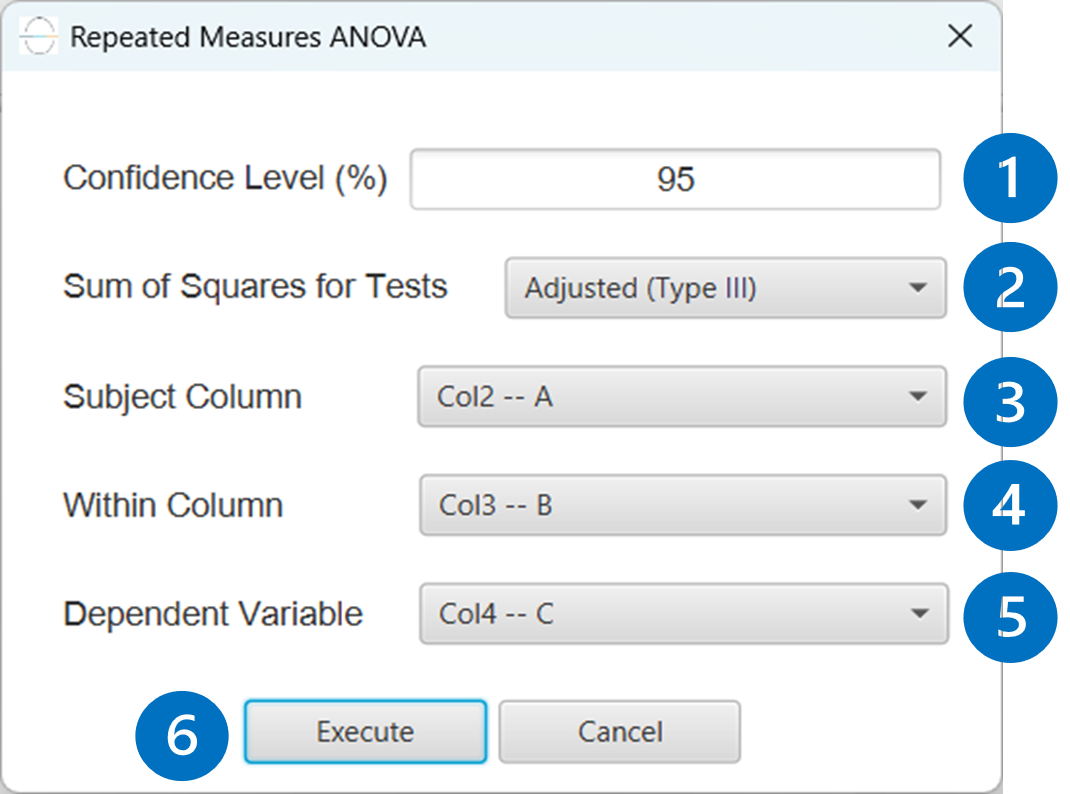 Repeated Measures ANOVA
Confidence Level (%) 95 1
Sum of Squares for Tests Adjusted (Type III) 2
Subject Column Col2 -- A 3
Within Column Col3 -- B 4
Dependent Variable Col4 -- C 5
6 Execute Cancel